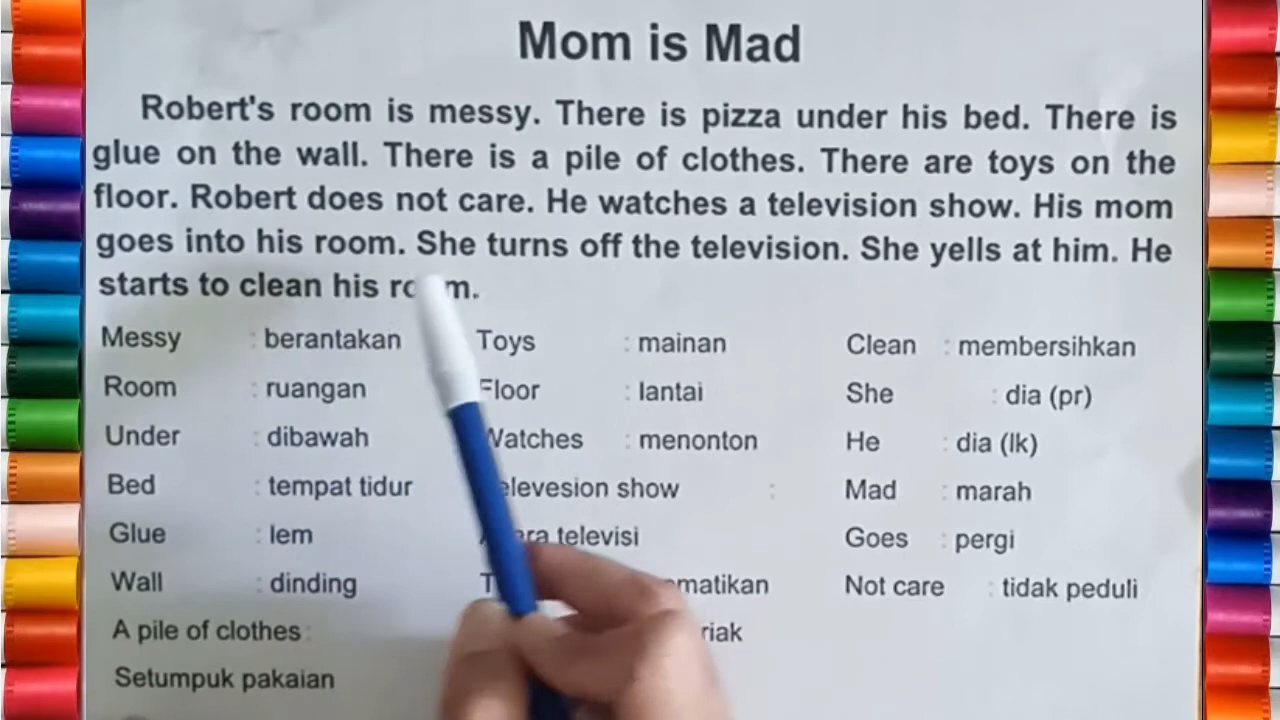 Mom is Mad
Robert's room is messy. There is pizza under his bed. There is
glue on the wall. There is a pile of clothes. There are toys on the
floor. Robert does not care. He watches a television show. His mom
goes into his room. She turns off the television. She yells at him. He
starts to clean his room.
Messy : berantakan Toys : mainan Clean : membersihkan
Room : ruangan Floor : lantai She : dia (pr)
Under : dibawah Watches : menonton He : dia (lk)
Bed : tempat tidur Televesion show : Mad : marah
Glue : lem televisi Goes : pergi
Wall : dinding Not care : tidak peduli
A pile of clothes :
Setumpuk pakaian